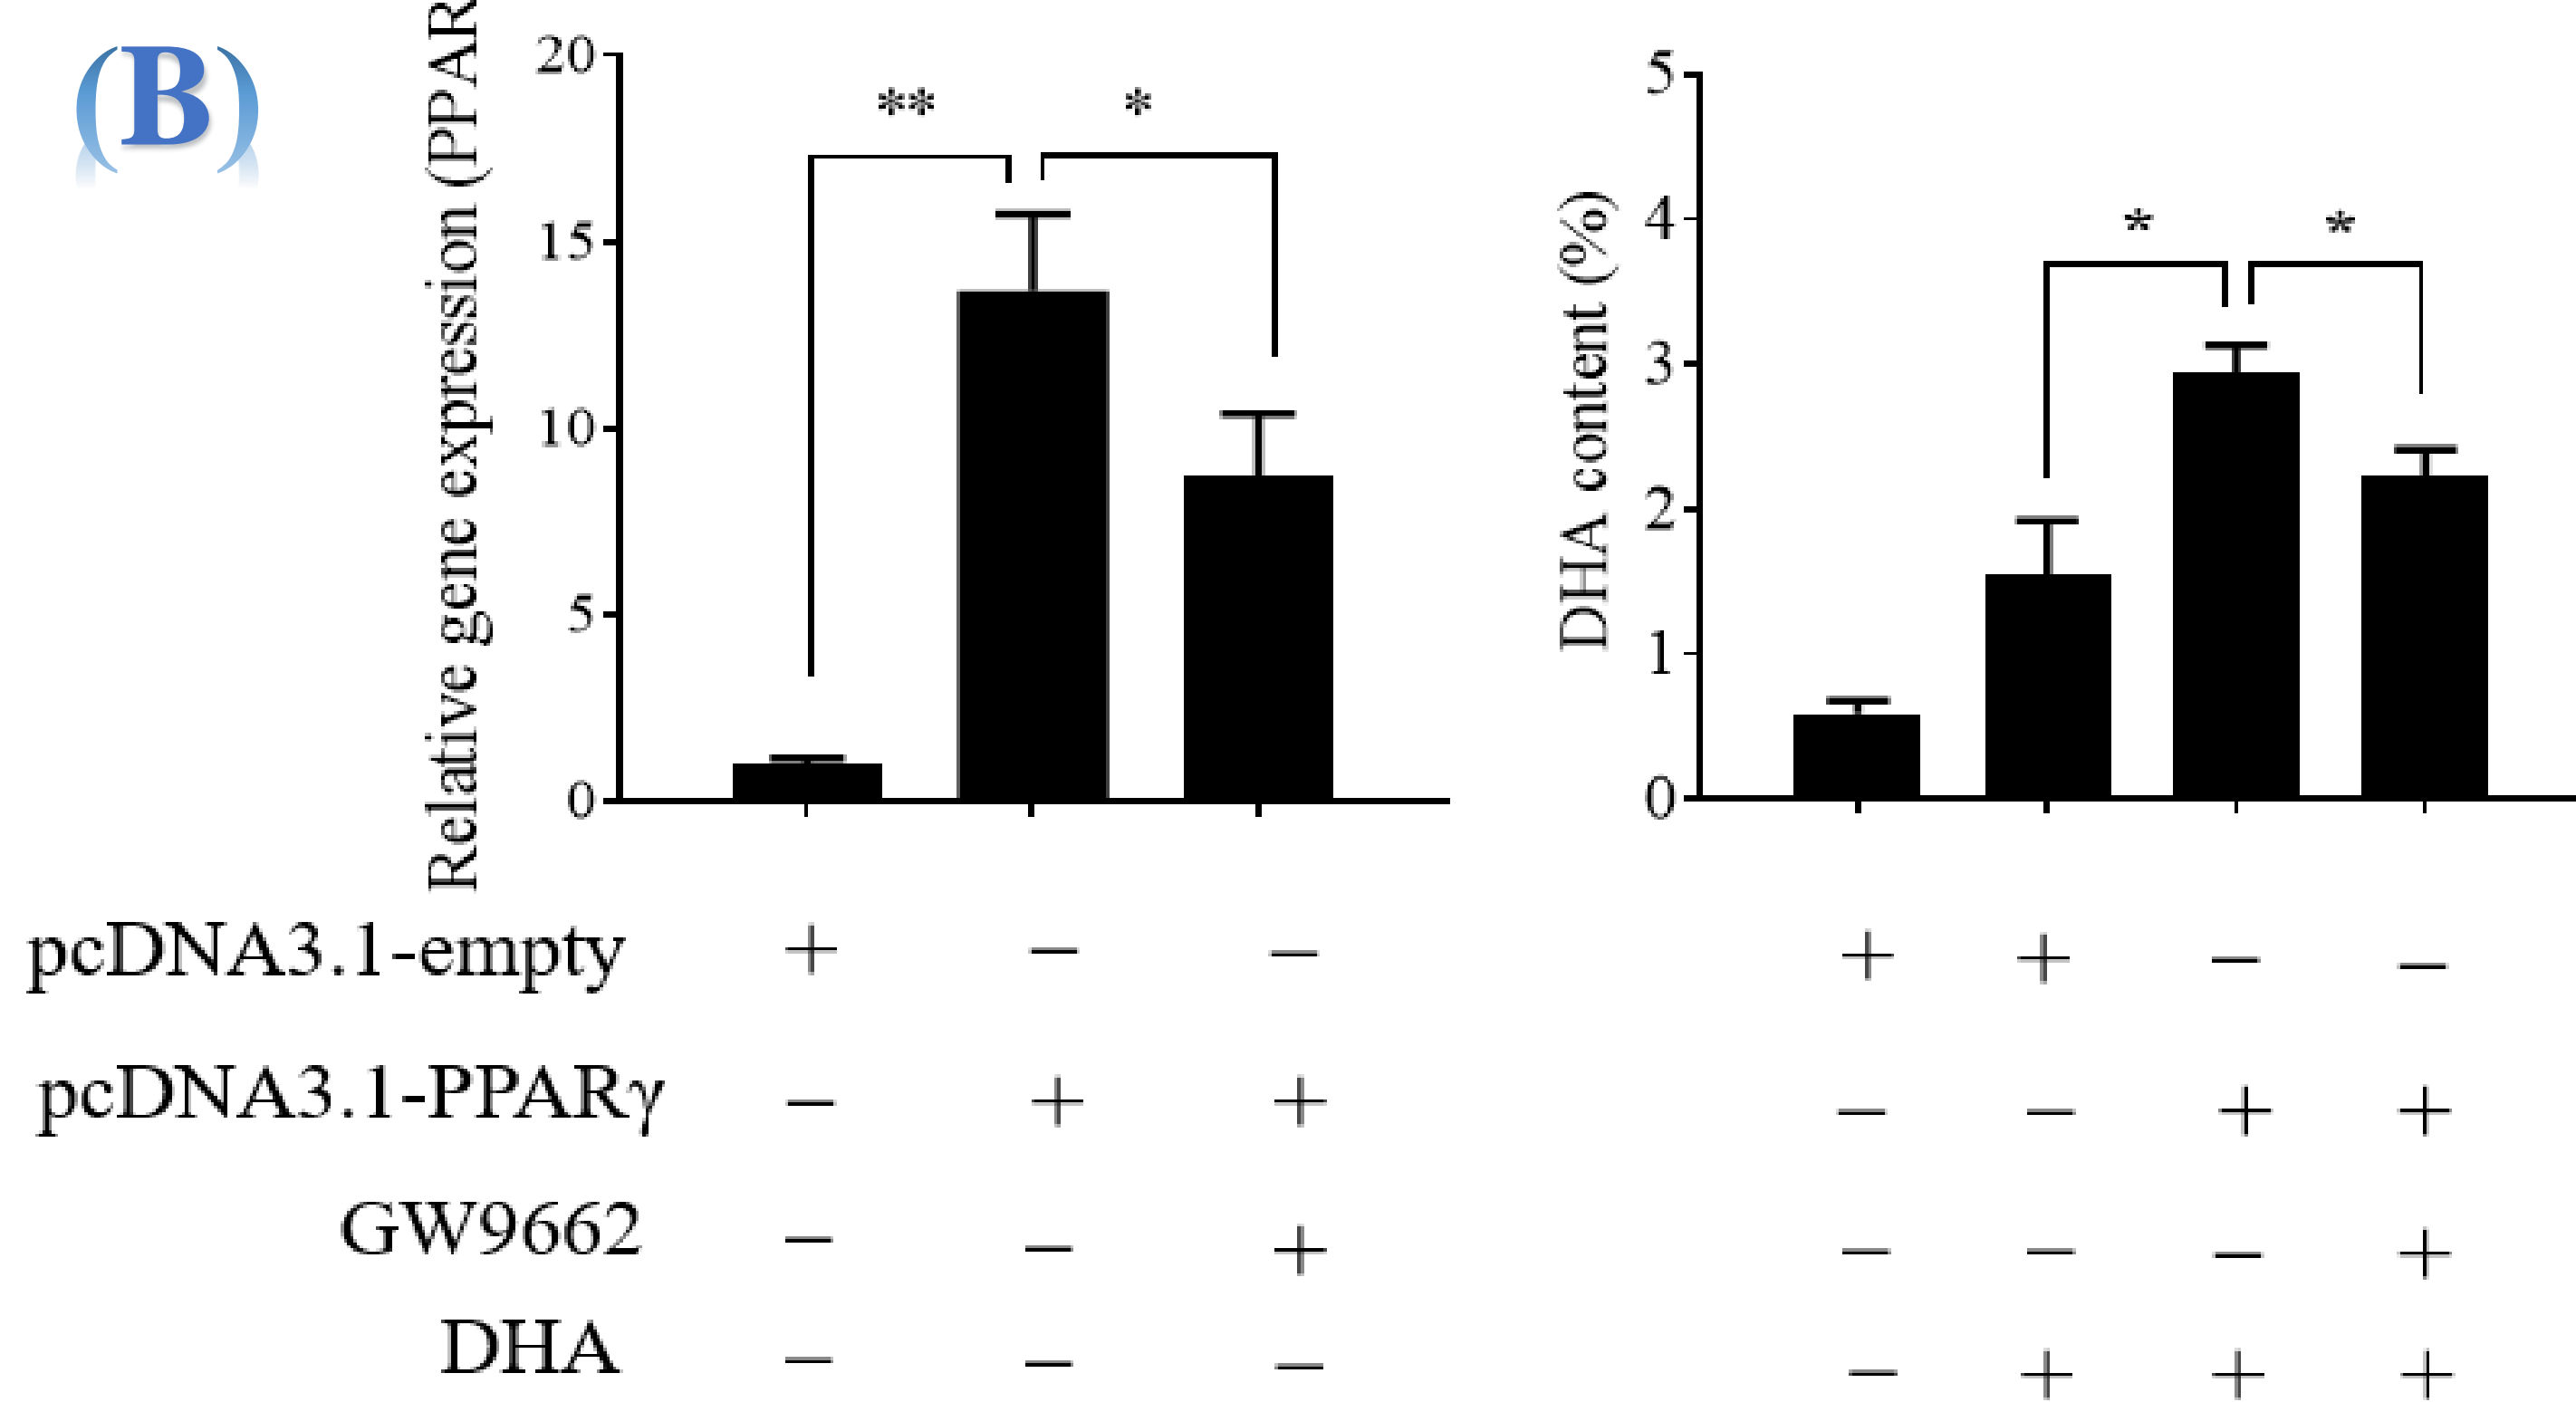 (B)
Relative gene expression (PPAR
20
15
10
5
0
** *
DHA content (%)
5
4
3
2
1
0
* *
pcDNA3.1-empty + − − + + − −
pcDNA3.1-PPARγ − + + − − + +
GW9662 − − + − − − +
DHA − − − − + + +